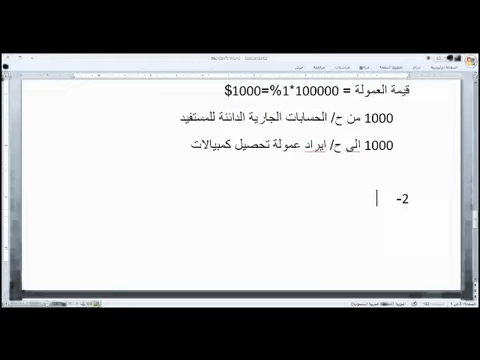 قيمة العمولة = 100000*1%=1000$
1000 من ح/ الحسابات الجارية الدائنة للمستفيد
1000 الى ح/ ايراد عمولة تحصيل كمبيالات
2-